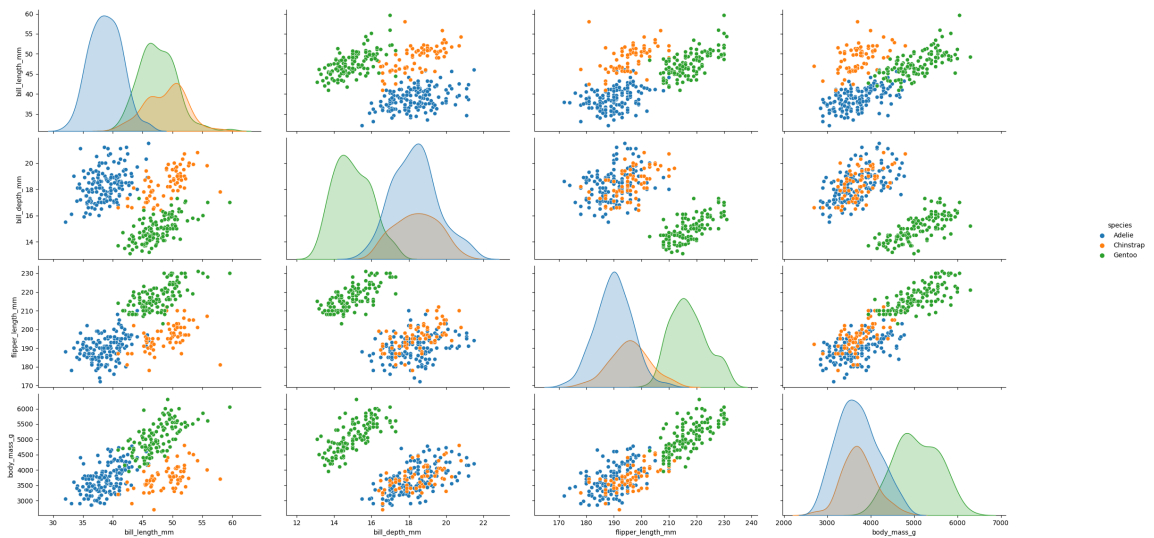 60
55
50
45
40
35
bill_length_mm
20
18
16
14
bill_depth_mm
species
Adelie
Chinstrap
Gentoo
230
220
210
200
190
180
170
flipper_length_mm
6000
5500
5000
4500
4000
3500
3000
body_mass_g
30 40 50 60 12 14 16 18 20 22 170 180 190 200 210 220 230 240 2000 3000 4000 5000 6000 7000
bill_length_mm bill_depth_mm flipper_length_mm body_mass_g